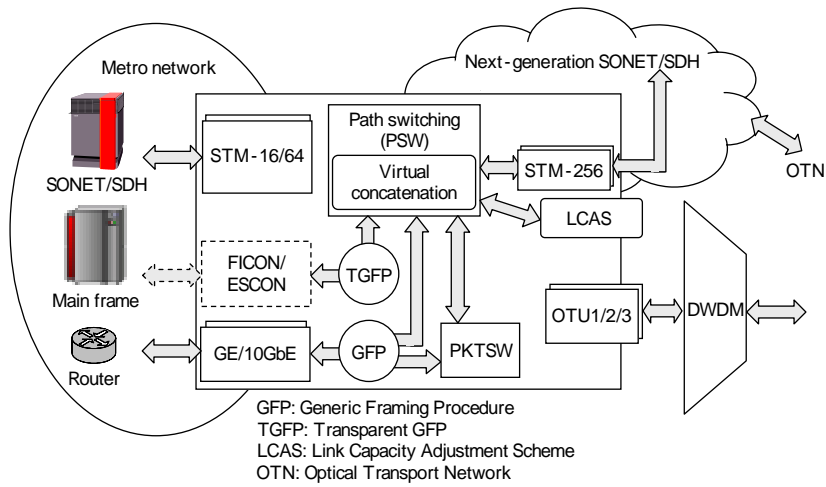 Metro network
Next-generation SONET/SDH
Path switching
(PSW)
Virtual
concatenation
STM-16/64
STM-256
SONET/SDH
OTN
LCAS
FICON/
ESCON
TGFP
Main frame
OTU1/2/3
DWDM
GE/10GbE
GFP
PKTSW
Router
GFP: Generic Framing Procedure
TGFP: Transparent GFP
LCAS: Link Capacity Adjustment Scheme
OTN: Optical Transport Network